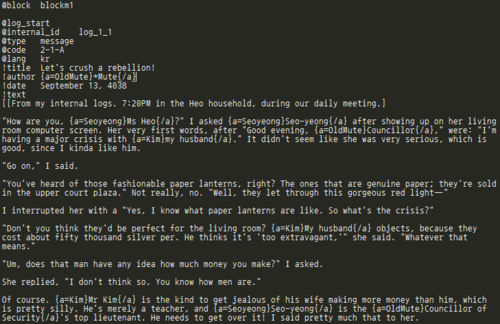 @block  blockm1
@log_start
@internal_id    log_1_1
@type   message
@code   2-1-A
@lang   kr
!title  Let's crush a rebellion!
!author {a=OldMute}*Mute{/a}
!date   September 13, 4038
!text
[[From my internal logs. 7:20PM in the Heo household, during our daily meeting.]
"How are you, {a=Seoyeong}Ms Heo{/a}?" I asked {a=Seoyeong}Seo-yeong{/a} after showing up on her living
room computer screen. Her very first words, after "Good evening, {a=OldMute}Councillor{/a}," were: "I'm
having a major crisis with {a=Kim}my husband{/a}." It didn't seem like she was very serious, which is
good, since I kinda like him.
"Go on," I said.
"You've heard of those fashionable paper lanterns, right? The ones that are genuine paper; they're sold
in the upper court plaza." Not really, no. "Well, they let through this gorgeous red light—"
I interrupted her with a "Yes, I know what paper lanterns are like. So what's the crisis?"
"Don't you think they'd be perfect for the living room? {a=Kim}My husband{/a} objects, because they
cost about fifty thousand silver per. He thinks it's 'too extravagant,'" she said. "Whatever that
means."
"Um, does that man have any idea how much money you make?" I asked.
She replied, "I don't think so. You know how men are."
Of course. {a=Kim}Mr Kim{/a} is the kind to get jealous of his wife making more money than him, which
is pretty silly. He's merely a teacher, and {a=Seoyeong}Seo-yeong{/a} is the {a=OldMute}Councillor of
Security{/a}'s top lieutenant. He needs to get over it! I said pretty much that to her.